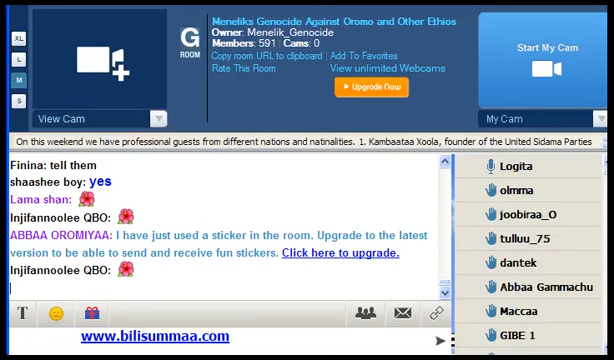 Meneliks Genocide Against Oromo and Other Ethios
Owner: Menelik_Genocide
Members: 591 | Cams: 0
Copy room URL to clipboard | Add To Favorites
Rate This Room View unlimited Webcams
Upgrade Now
G
ROOM
XL
L
M
S
View Cam
Start My Cam
My Cam
On this weekend we have professional guests from different nations and natinalities. 1. Kambaataa Xoola, founder of the United Sidama Parties
Finina: tell them
shaashee boy: yes
Lama shan:
Injifannoolee QBO:
ABBAA OROMIYAA: I have just used a sticker in the room. Upgrade to the latest
version to be able to send and receive fun stickers. Click here to upgrade.
Injifannoolee QBO:
T
www.bilisummaa.com
Logita
olmma
joobiraa_O
tulluu_75
dantek
Abbaa Gammachu
Maccaa
GIBE 1